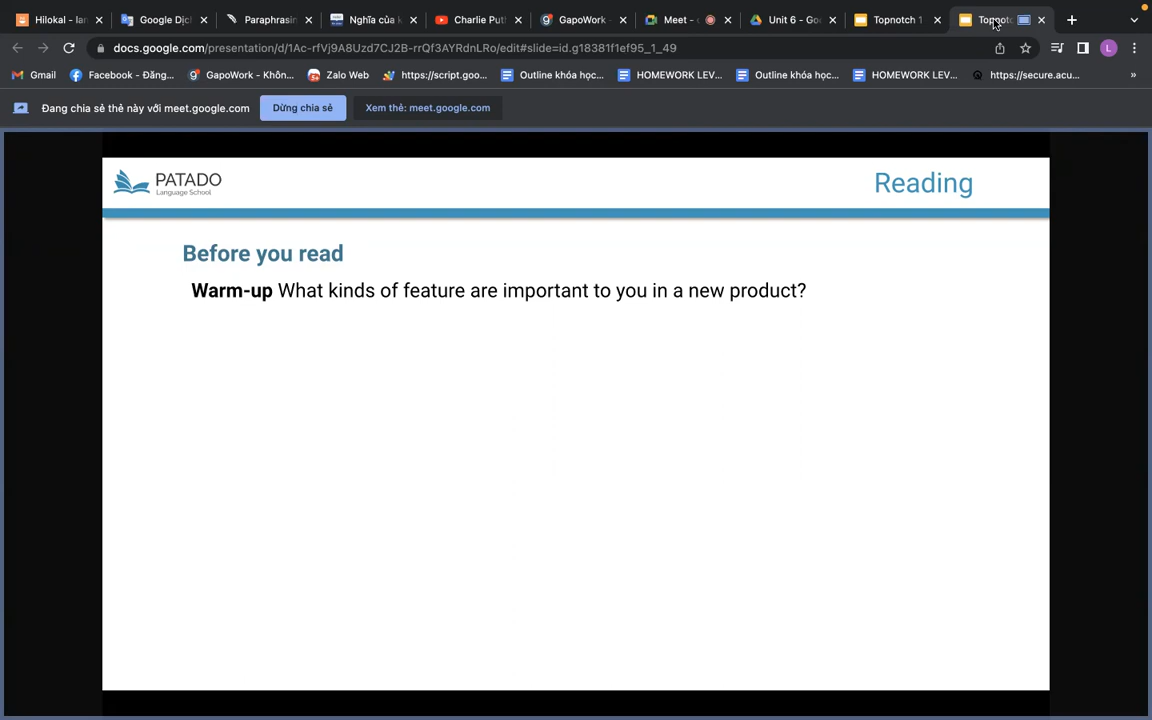 Hilokal - lan
Google Dịc
Paraphrasin
Nghĩa của
Charlie Put
GapoWork -
Meet -
Unit 6 - Goo
Topnotch 1
Topnot
docs.google.com/presentation/d/1Ac-rfVj9A8Uzd7CJ2B-rrQf3AYRdnLRo/edit#slide=id.g18381f1ef95_1_49
L
Gmail
Facebook - Đăng...
GapoWork - Khôn...
Zalo Web
https://script.goo...
Outline khóa học...
HOMEWORK LEV...
Outline khóa học...
HOMEWORK LEV...
https://secure.acu...
»
Đang chia sẻ thẻ này với meet.google.com
Dừng chia sẻ
Xem thẻ: meet.google.com
PATADO
Language School
Reading
Before you read
Warm-up What kinds of feature are important to you in a new product?